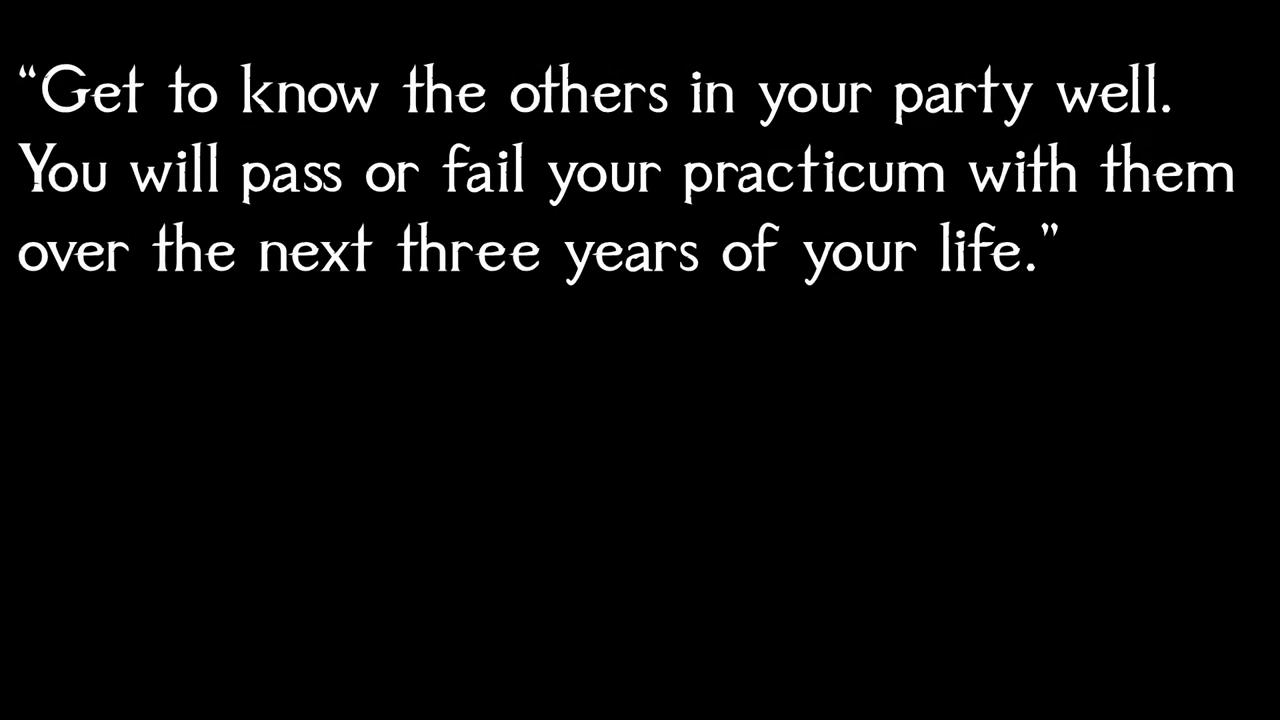 “Get to know the others in your party well.
You will pass or fail your practicum with them
over the next three years of your life.”